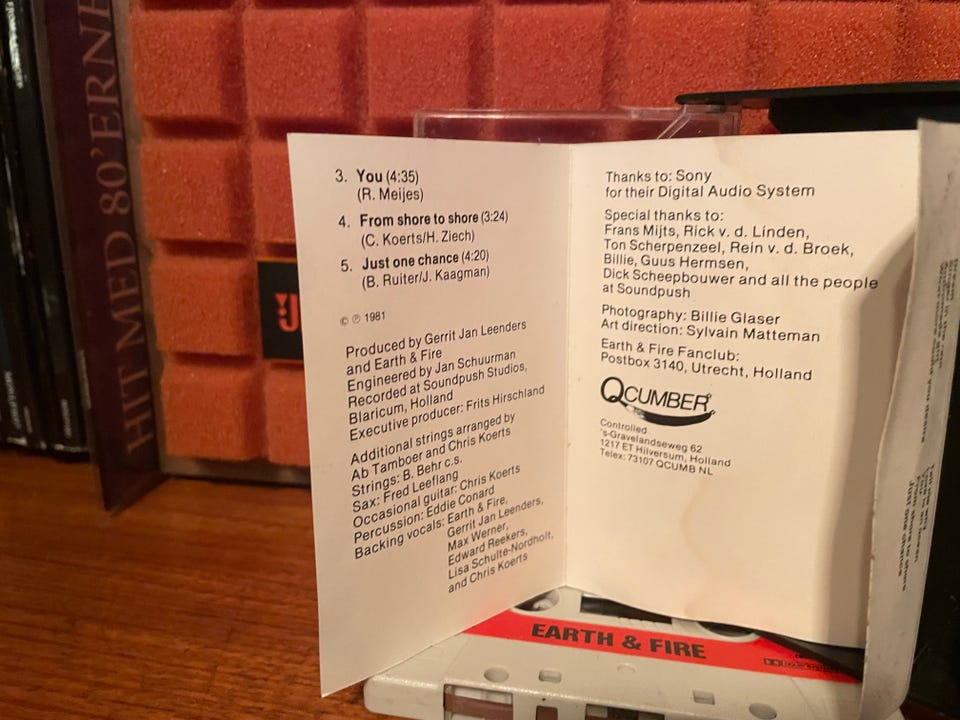 HIT MED 80'ERNE
3. You (4:35)
(R. Meijes)
4. From shore to shore (3:24)
(C. Koerts/H. Ziech)
5. Just one chance (4:20)
(B. Ruiter/J. Kaagman)
© ℗ 1981
Produced by Gerrit Jan Leenders
and Earth & Fire
Engineered by Jan Schuurman
Recorded at Soundpush Studios,
Blaricum, Holland
Executive producer: Frits Hirschland
Additional strings arranged by
Ab Tamboer and Chris Koerts
Strings: B. Behr c.s.
Sax: Fred Leeflang
Occasional guitar: Chris Koerts
Percussion: Eddie Conard
Backing vocals: Earth & Fire,
Gerrit Jan Leenders,
Max Werner,
Edward Reekers,
Lisa Schulte-Nordholt,
and Chris Koerts
Thanks to: Sony
for their Digital Audio System
Special thanks to:
Frans Mijts, Rick v. d. Linden,
Ton Scherpenzeel, Rein v. d. Broek,
Billie, Guus Hermsen,
Dick Scheepbouwer and all the people
at Soundpush
Photography: Billie Glaser
Art direction: Sylvain Matteman
Earth & Fire Fanclub:
Postbox 3140, Utrecht, Holland
QCUMBER
Controlled
's-Gravelandseweg 62
1217 ET Hilversum, Holland
Telex: 73107 QCUMB NL
From shore to shore
Just one chance
EARTH & FIRE